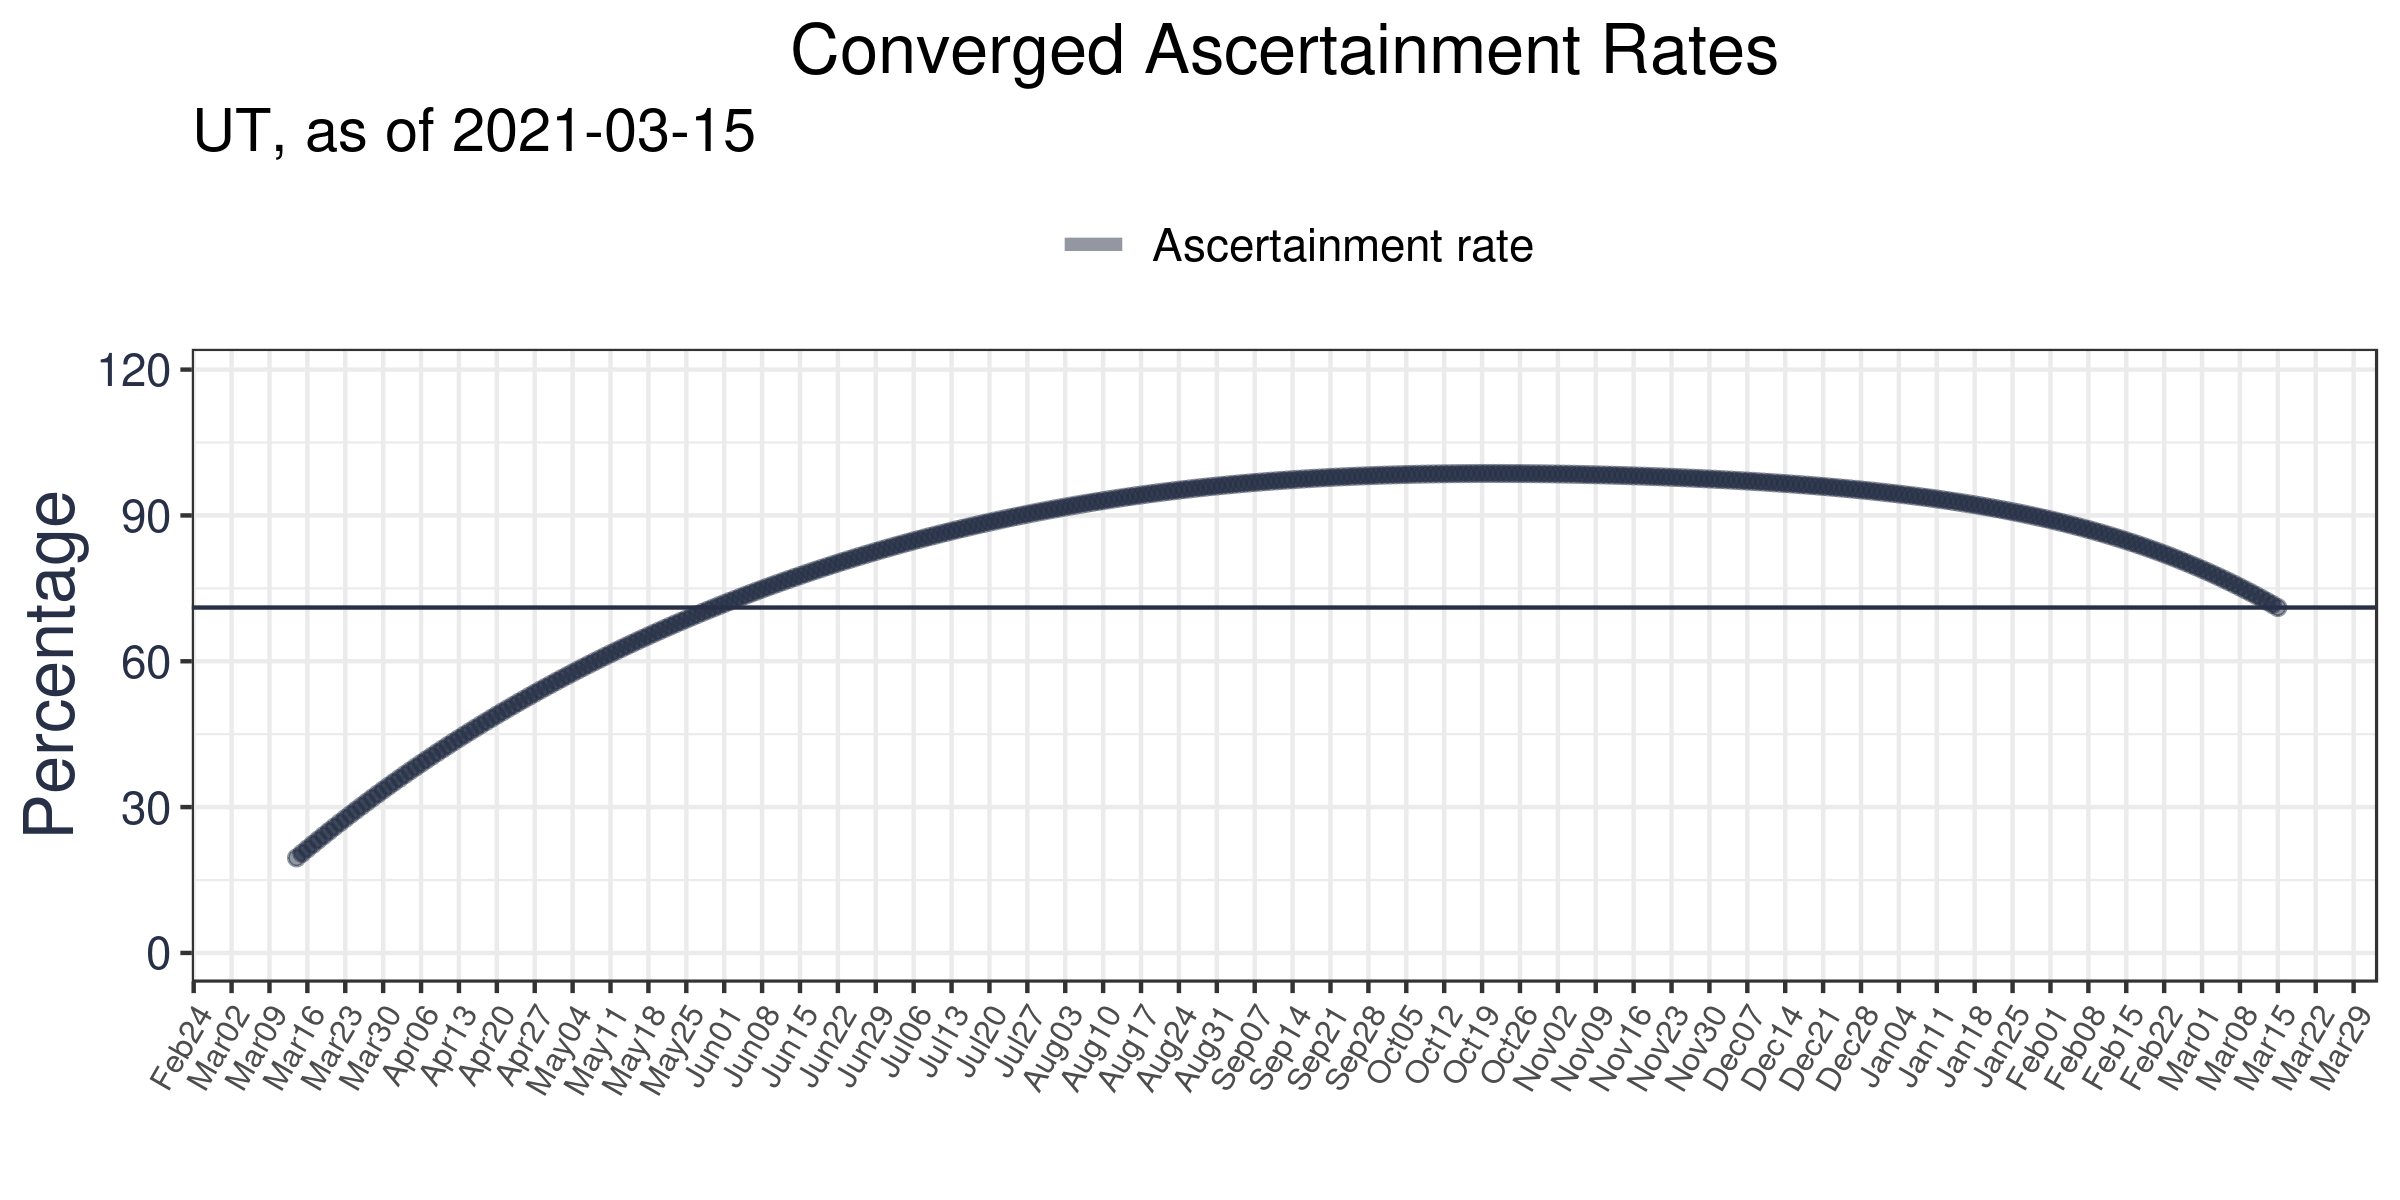 Converged Ascertainment Rates
UT, as of 2021-03-15
Ascertainment rate
Percentage
120
90
60
30
0
Feb24
Mar02
Mar09
Mar16
Mar23
Mar30
Apr06
Apr13
Apr20
Apr27
May04
May11
May18
May25
Jun01
Jun08
Jun15
Jun22
Jun29
Jul06
Jul13
Jul20
Jul27
Aug03
Aug10
Aug17
Aug24
Aug31
Sep07
Sep14
Sep21
Sep28
Oct05
Oct12
Oct19
Oct26
Nov02
Nov09
Nov16
Nov23
Nov30
Dec07
Dec14
Dec21
Dec28
Jan04
Jan11
Jan18
Jan25
Feb01
Feb08
Feb15
Feb22
Mar01
Mar08
Mar15
Mar22
Mar29